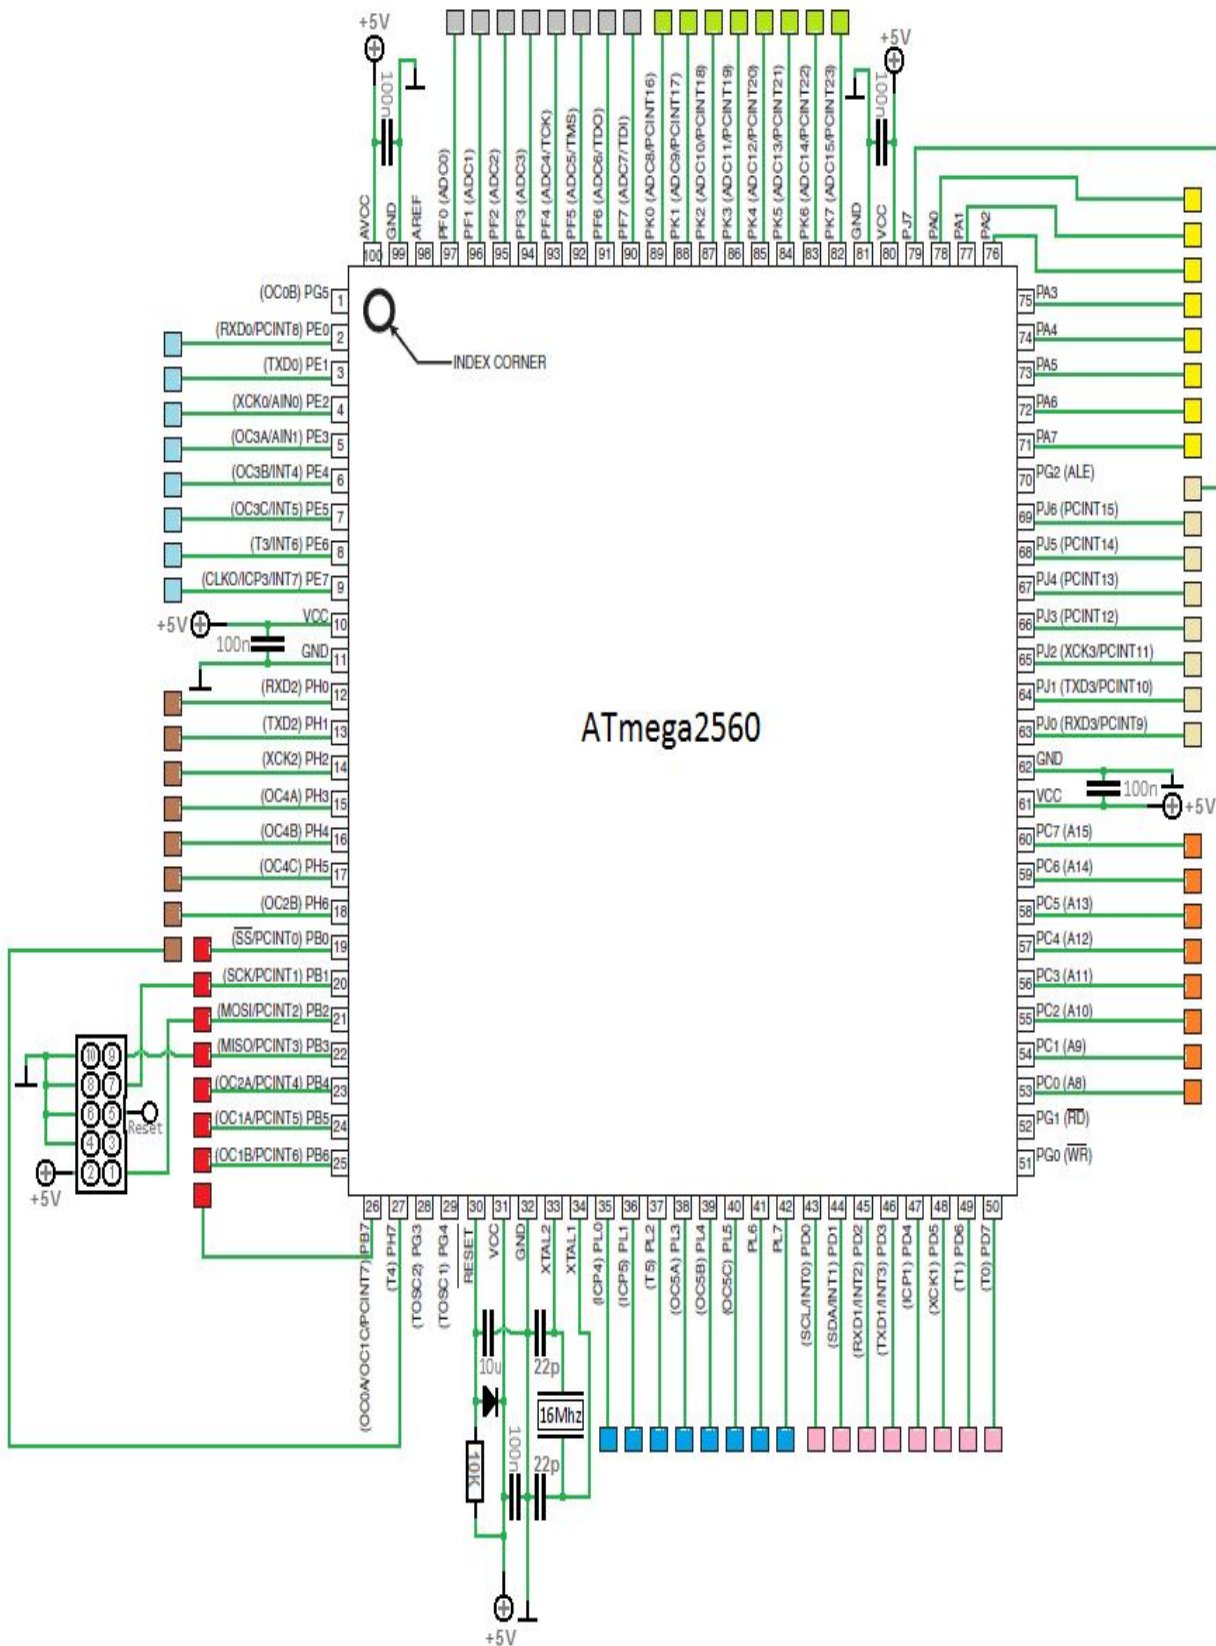 +5V
100n
AVCC
GND
AREF
PF0 (ADC0)
PF1 (ADC1)
PF2 (ADC2)
PF3 (ADC3)
PF4 (ADC4/TCK)
PF5 (ADC5/TMS)
PF6 (ADC6/TDO)
PF7 (ADC7/TDI)
PK0 (ADC8/PCINT16)
PK1 (ADC9/PCINT17)
PK2 (ADC10/PCINT18)
PK3 (ADC11/PCINT19)
PK4 (ADC12/PCINT20)
PK5 (ADC13/PCINT21)
PK6 (ADC14/PCINT22)
PK7 (ADC15/PCINT23)
GND
VCC
+5V
100n
PJ7
PA0
PA1
PA2
100 99 98 97 96 95 94 93 92 91 90 89 88 87 86 85 84 83 82 81 80 79 78 77 76
(OC0B) PG5 1
(RXD0/PCINT8) PE0 2
(TXD0) PE1 3
(XCK0/AIN0) PE2 4
(OC3A/AIN1) PE3 5
(OC3B/INT4) PE4 6
(OC3C/INT5) PE5 7
(T3/INT6) PE6 8
(CLKO/ICP3/INT7) PE7 9
+5V
VCC 10
100n
GND 11
(RXD2) PH0 12
(TXD2) PH1 13
(XCK2) PH2 14
(OC4A) PH3 15
(OC4B) PH4 16
(OC4C) PH5 17
(OC2B) PH6 18
(SS/PCINT0) PB0 19
(SCK/PCINT1) PB1 20
(MOSI/PCINT2) PB2 21
(MISO/PCINT3) PB3 22
(OC2A/PCINT4) PB4 23
(OC1A/PCINT5) PB5 24
(OC1B/PCINT6) PB6 25
10 9
8 7
6 5
Reset
4 3
2 1
+5V
INDEX CORNER
ATmega2560
75 PA3
74 PA4
73 PA5
72 PA6
71 PA7
70 PG2 (ALE)
69 PJ6 (PCINT15)
68 PJ5 (PCINT14)
67 PJ4 (PCINT13)
66 PJ3 (PCINT12)
65 PJ2 (XCK3/PCINT11)
64 PJ1 (TXD3/PCINT10)
63 PJ0 (RXD3/PCINT9)
62 GND
100n
61 VCC
+5V
60 PC7 (A15)
59 PC6 (A14)
58 PC5 (A13)
57 PC4 (A12)
56 PC3 (A11)
55 PC2 (A10)
54 PC1 (A9)
53 PC0 (A8)
52 PG1 (RD)
51 PG0 (WR)
26 27 28 29 30 31 32 33 34 35 36 37 38 39 40 41 42 43 44 45 46 47 48 49 50
(OC0A/OC1C/PCINT7) PB7
(T4) PH7
(TOSC2) PG3
(TOSC1) PG4
RESET
VCC
GND
XTAL2
XTAL1
(ICP4) PL0
(ICP5) PL1
(T5) PL2
(OC5A) PL3
(OC5B) PL4
(OC5C) PL5
PL6
PL7
(SCL/INT0) PD0
(SDA/INT1) PD1
(RXD1/INT2) PD2
(TXD1/INT3) PD3
(ICP1) PD4
(XCK1) PD5
(T1) PD6
(T0) PD7
10u
22p
16Mhz
10K
100n
22p
+5V